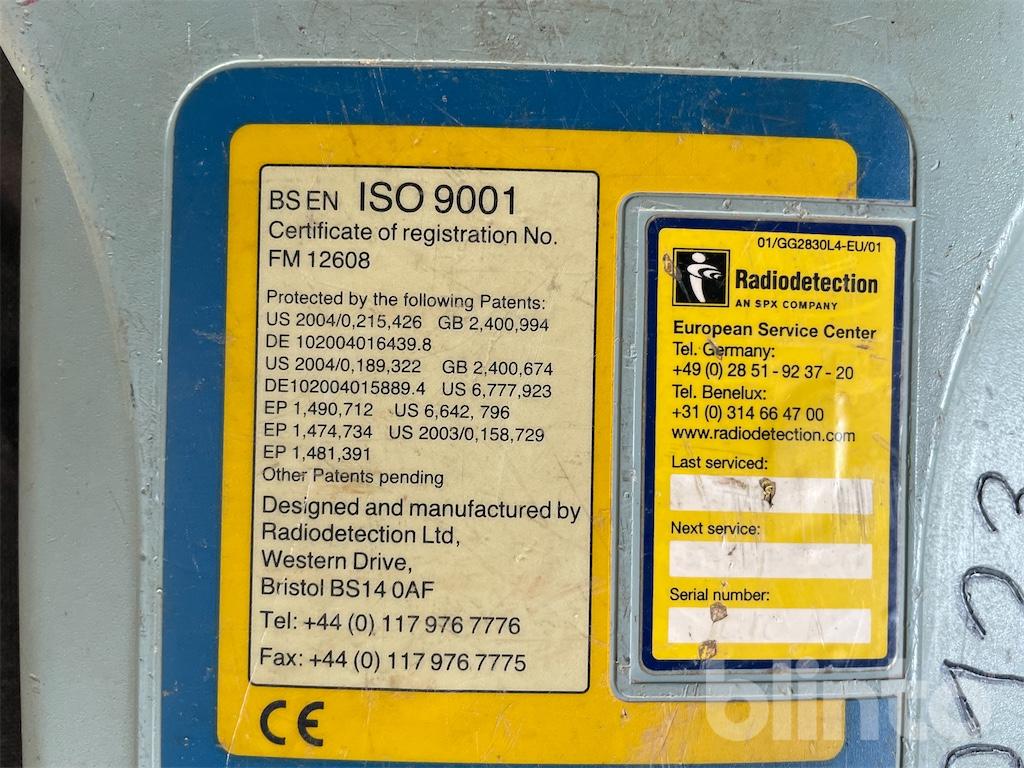 BS EN ISO 9001
Certificate of registration No.
FM 12608
Protected by the following Patents:
US 2004/0,215,426 GB 2,400,994
DE 102004016439.8
US 2004/0,189,322 GB 2,400,674
DE102004015889.4 US 6,777,923
EP 1,490,712 US 6,642, 796
EP 1,474,734 US 2003/0,158,729
EP 1,481,391
Other Patents pending
Designed and manufactured by
Radiodetection Ltd,
Western Drive,
Bristol BS14 0AF
Tel: +44 (0) 117 976 7776
Fax: +44 (0) 117 976 7775
CE
01/GG2830L4-EU/01
Radiodetection
AN SPX COMPANY
European Service Center
Tel. Germany:
+49 (0) 28 51 - 92 37 - 20
Tel. Benelux:
+31 (0) 314 66 47 00
www.radiodetection.com
Last serviced:
Next service:
Serial number:
blinto